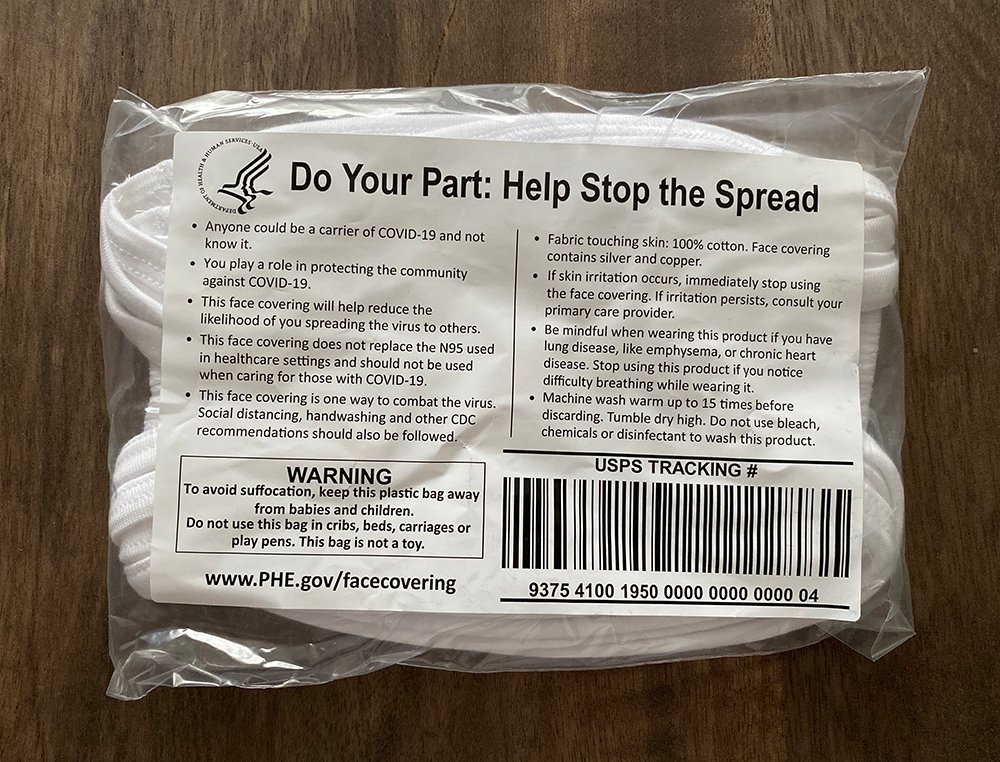 DEPARTMENT OF HEALTH & HUMAN SERVICES · USA
Do Your Part: Help Stop the Spread
• Anyone could be a carrier of COVID-19 and not
know it.
• You play a role in protecting the community
against COVID-19.
• This face covering will help reduce the
likelihood of you spreading the virus to others.
• This face covering does not replace the N95 used
in healthcare settings and should not be used
when caring for those with COVID-19.
• This face covering is one way to combat the virus.
Social distancing, handwashing and other CDC
recommendations should also be followed.
• Fabric touching skin: 100% cotton. Face covering
contains silver and copper.
• If skin irritation occurs, immediately stop using
the face covering. If irritation persists, consult your
primary care provider.
• Be mindful when wearing this product if you have
lung disease, like emphysema, or chronic heart
disease. Stop using this product if you notice
difficulty breathing while wearing it.
• Machine wash warm up to 15 times before
discarding. Tumble dry high. Do not use bleach,
chemicals or disinfectant to wash this product.
WARNING
To avoid suffocation, keep this plastic bag away
from babies and children.
Do not use this bag in cribs, beds, carriages or
play pens. This bag is not a toy.
www.PHE.gov/facecovering
USPS TRACKING #
9375 4100 1950 0000 0000 0000 04